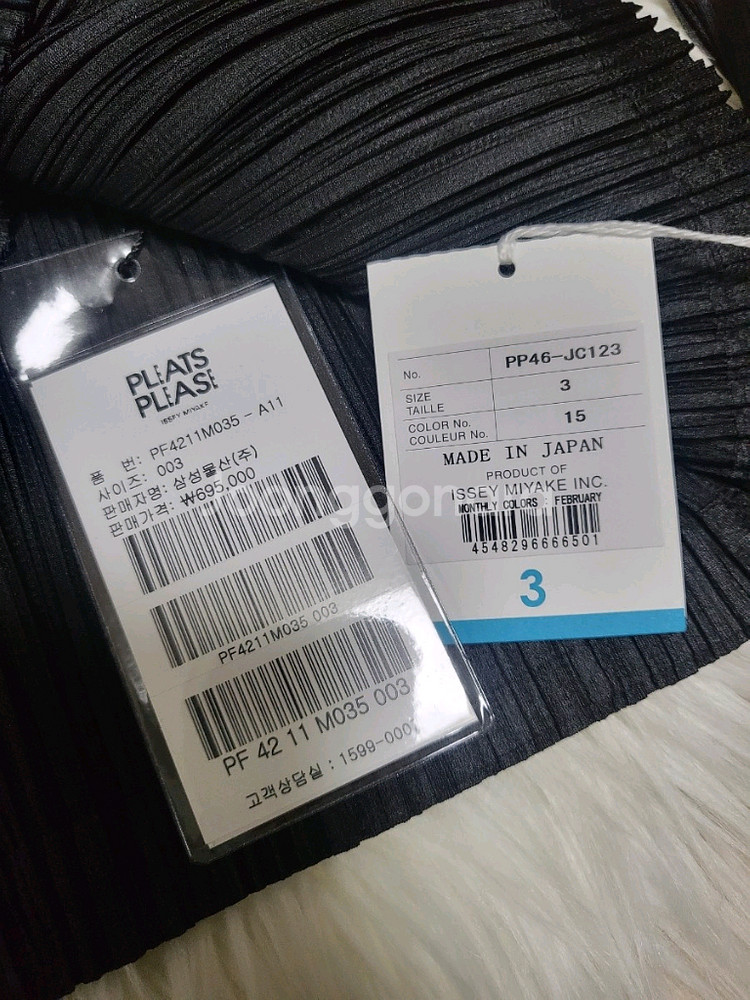 PLEATS
PLEASE
ISSEY MIYAKE
품 번: PF4211M035 - A11
사이즈: 003
판매자명: 삼성물산(주)
판매가격: ₩695,000
PF4211M035 003
PF 42 11 M035 003
고객상담실 : 1599-000
No. PP46-JC123
SIZE
TAILLE 3
COLOR No.
COULEUR No. 15
MADE IN JAPAN
PRODUCT OF
ISSEY MIYAKE INC.
MONTHLY COLORS : FEBRUARY
4548296666501
3